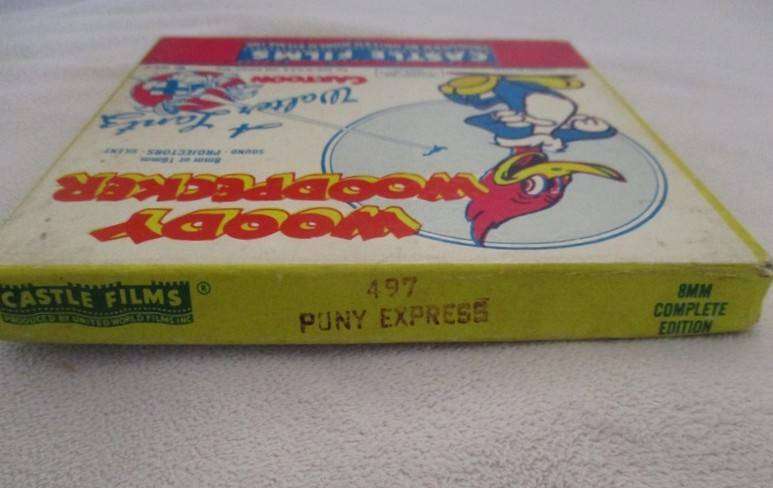 CASTLE FILMS
A Walter Lantz
CARTOON
8mm or 16mm
SOUND · PROJECTORS · SILENT
WOODY
WOODPECKER
CASTLE FILMS ®
PRODUCED BY UNITED WORLD FILMS INC
497
PUNY EXPRESS
8MM
COMPLETE
EDITION